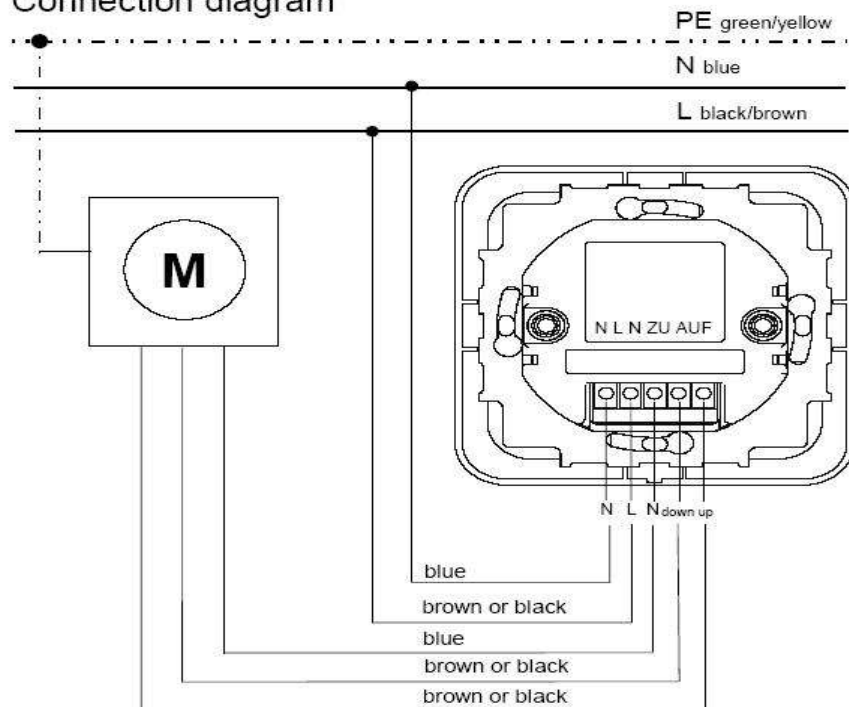 Connection diagram
PE green/yellow
N blue
L black/brown
M
N L N ZU AUF
N L N down up
blue
brown or black
blue
brown or black
brown or black